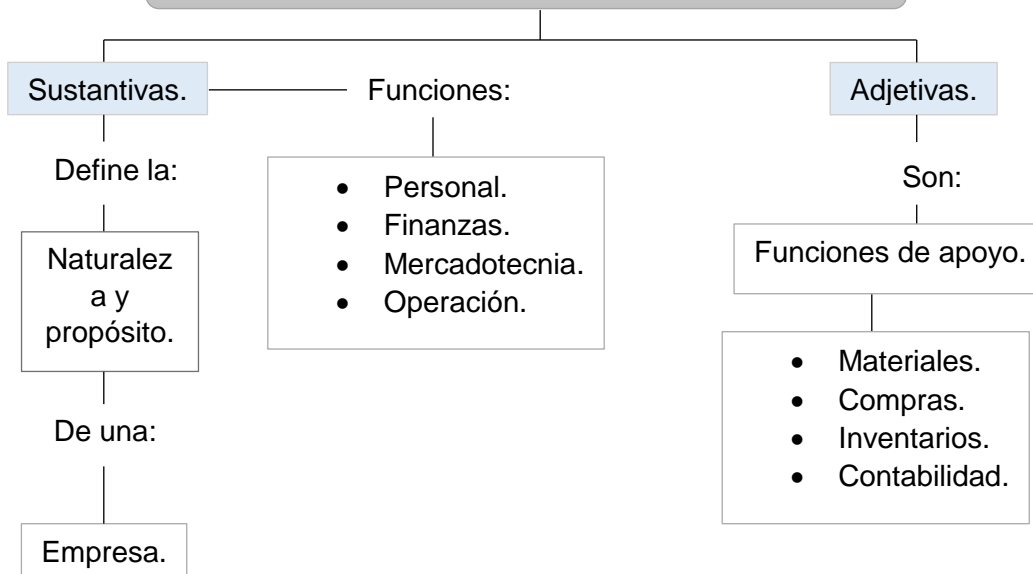 Sustantivas.
Funciones:
Adjetivas.
Define la:
• Personal.
• Finanzas.
• Mercadotecnia.
• Operación.
Son:
Naturalez
a y
propósito.
Funciones de apoyo.
• Materiales.
• Compras.
• Inventarios.
• Contabilidad.
De una:
Empresa.